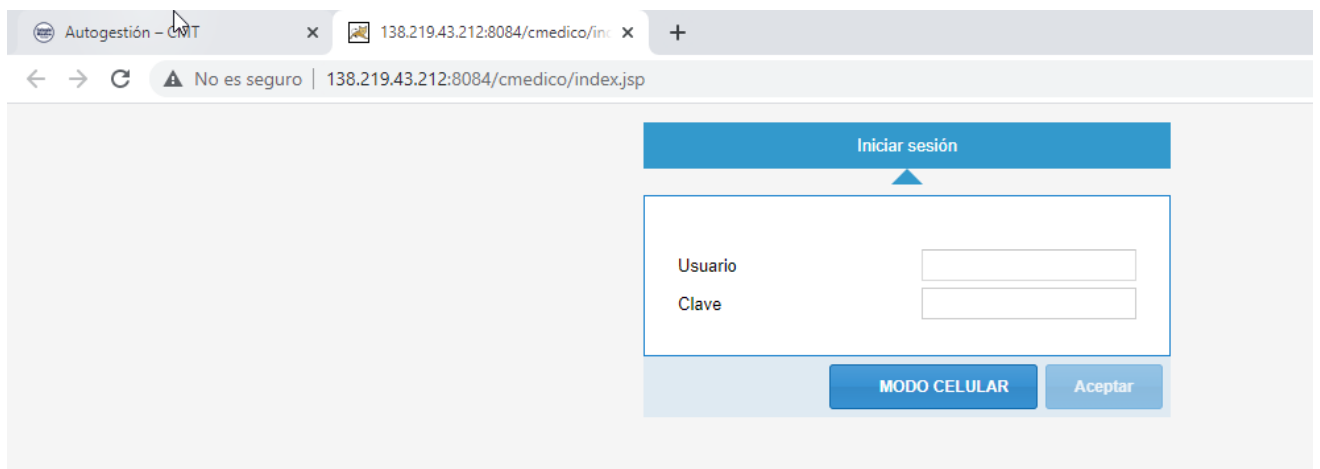 Autogestión – CMT
138.219.43.212:8084/cmedico/in
No es seguro | 138.219.43.212:8084/cmedico/index.jsp
Iniciar sesión
Usuario
Clave
MODO CELULAR Aceptar